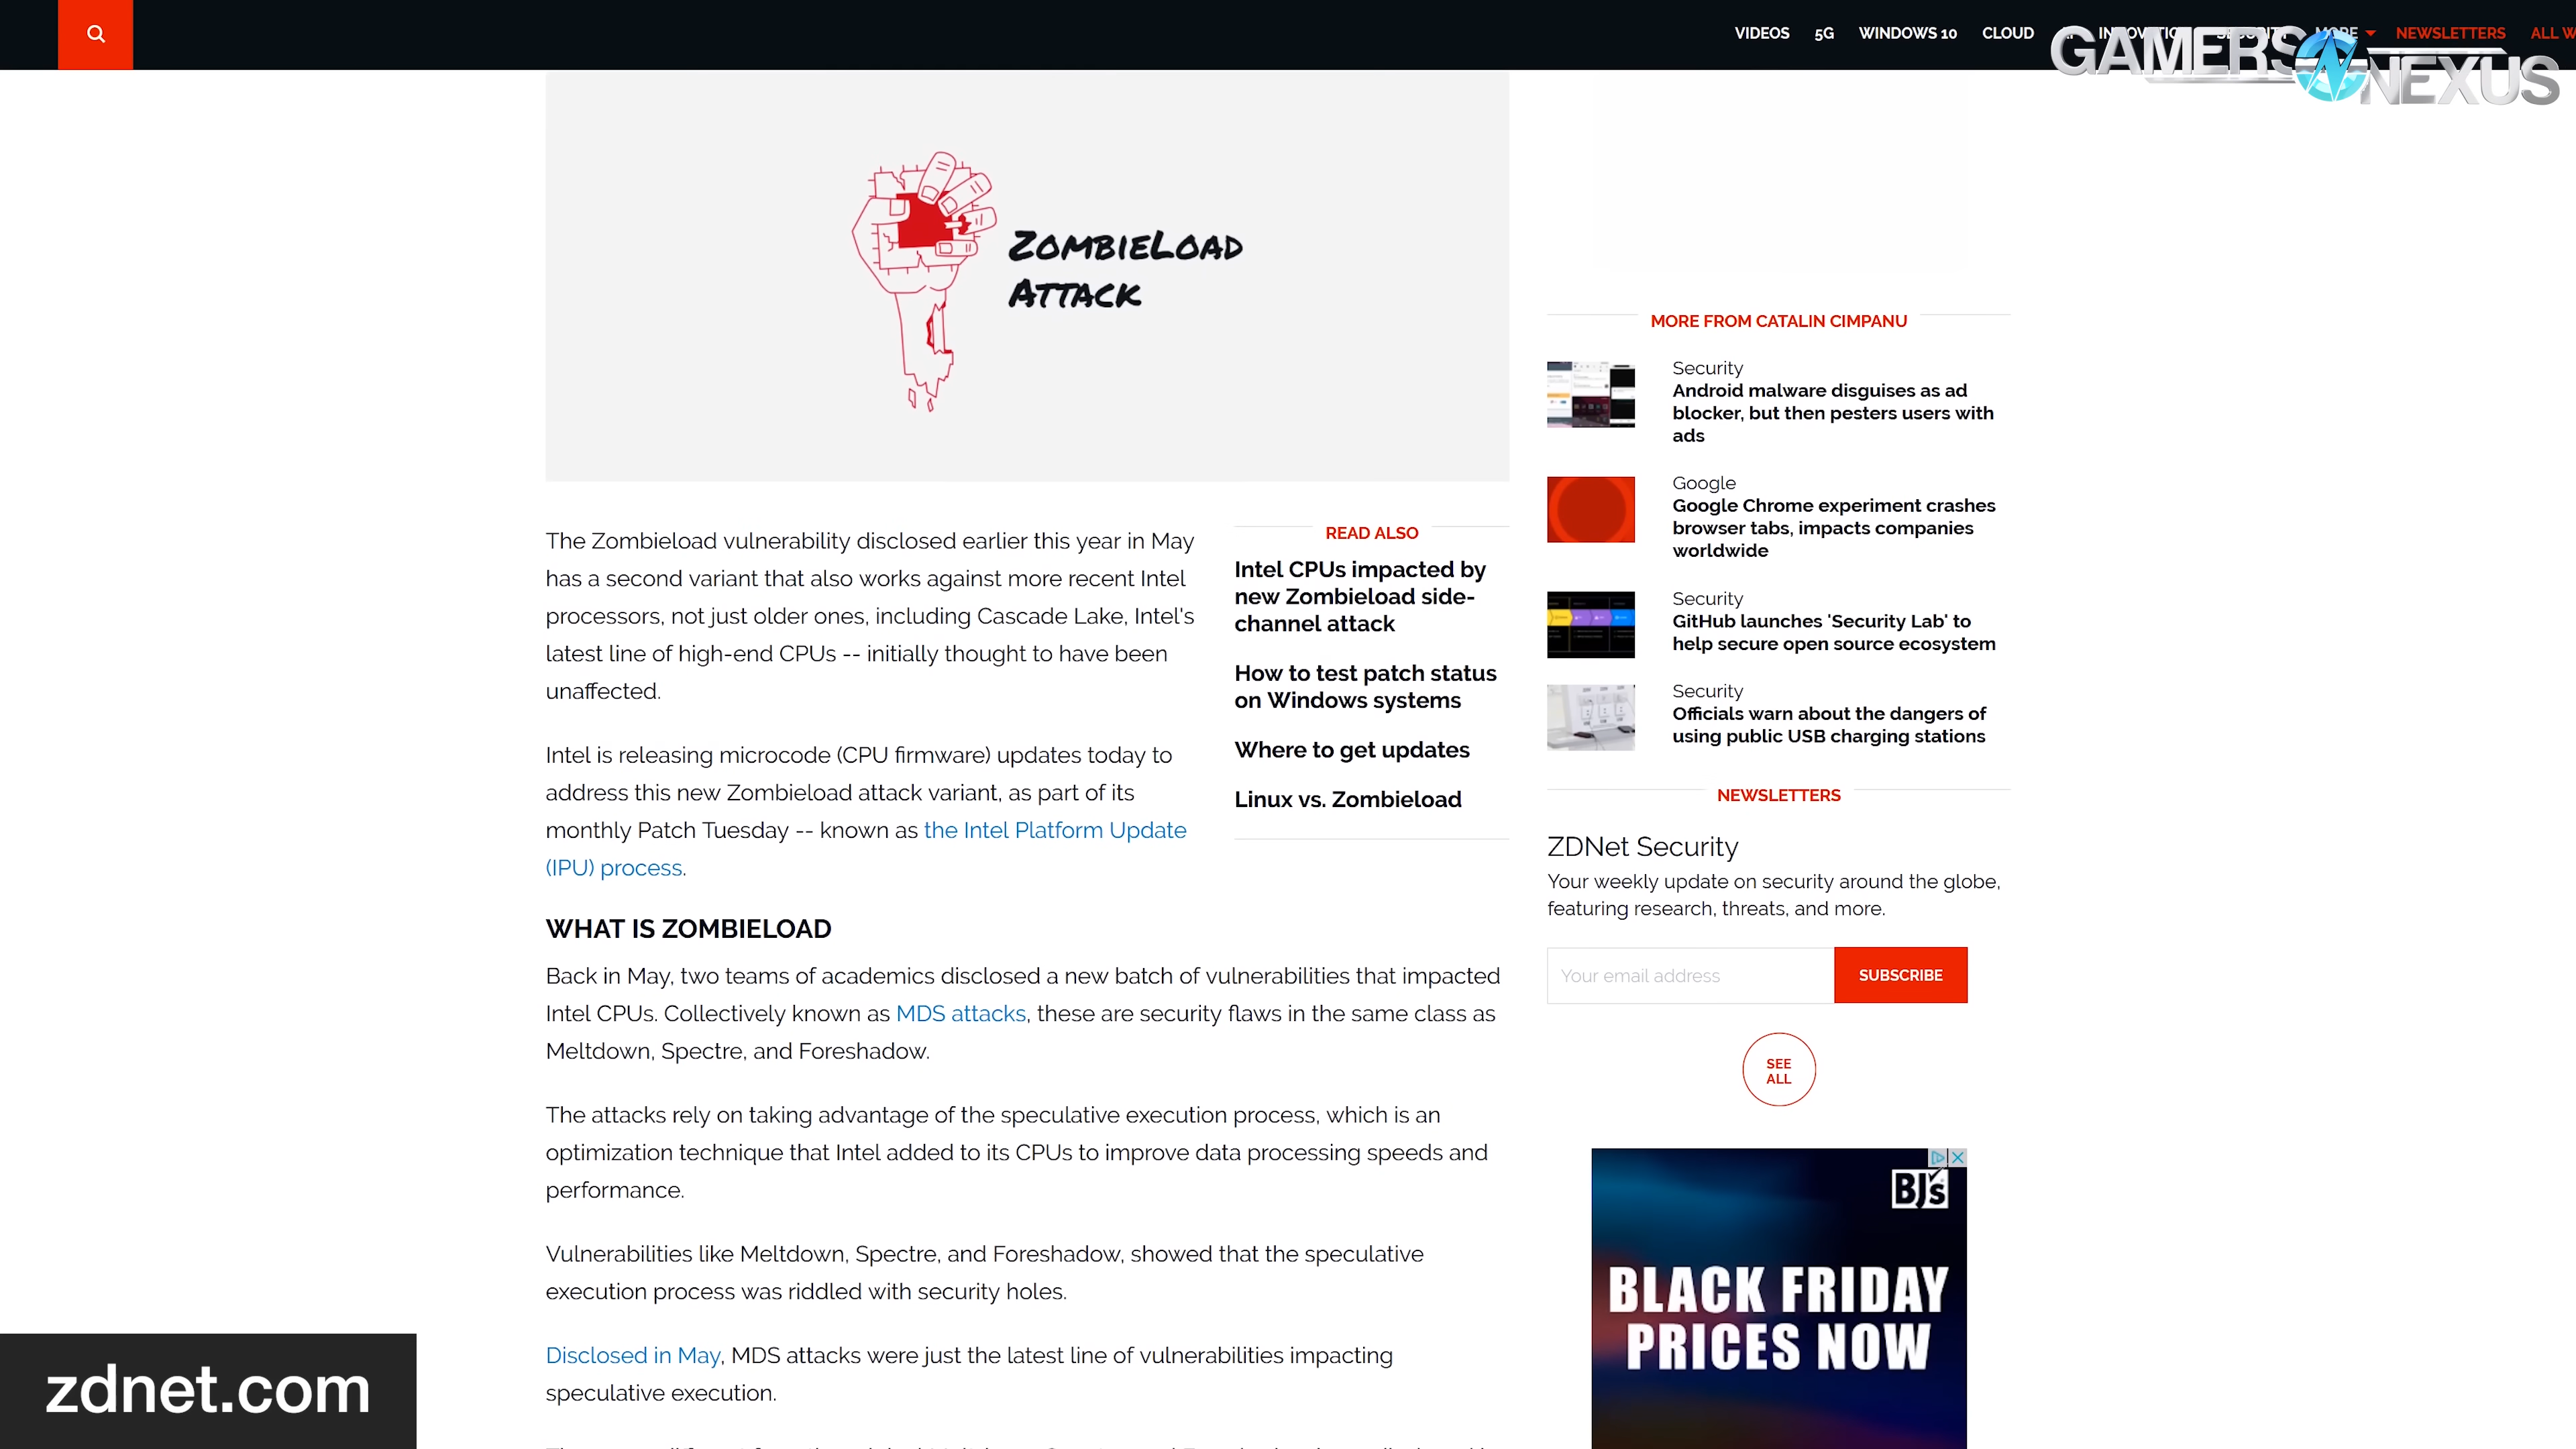 VIDEOS 5G WINDOWS 10 CLOUD NEWSLETTERS
GAMERS NEXUS
ZOMBIELOAD
ATTACK
The Zombieload vulnerability disclosed earlier this year in May
has a second variant that also works against more recent Intel
processors, not just older ones, including Cascade Lake, Intel's
latest line of high-end CPUs -- initially thought to have been
unaffected.
Intel is releasing microcode (CPU firmware) updates today to
address this new Zombieload attack variant, as part of its
monthly Patch Tuesday -- known as the Intel Platform Update
(IPU) process.
READ ALSO
Intel CPUs impacted by
new Zombieload side-
channel attack
How to test patch status
on Windows systems
Where to get updates
Linux vs. Zombieload
WHAT IS ZOMBIELOAD
Back in May, two teams of academics disclosed a new batch of vulnerabilities that impacted
Intel CPUs. Collectively known as MDS attacks, these are security flaws in the same class as
Meltdown, Spectre, and Foreshadow.
The attacks rely on taking advantage of the speculative execution process, which is an
optimization technique that Intel added to its CPUs to improve data processing speeds and
performance.
Vulnerabilities like Meltdown, Spectre, and Foreshadow, showed that the speculative
execution process was riddled with security holes.
Disclosed in May, MDS attacks were just the latest line of vulnerabilities impacting
speculative execution.
MORE FROM CATALIN CIMPANU
Security
Android malware disguises as ad
blocker, but then pesters users with
ads
Google
Google Chrome experiment crashes
browser tabs, impacts companies
worldwide
Security
GitHub launches 'Security Lab' to
help secure open source ecosystem
Security
Officials warn about the dangers of
using public USB charging stations
NEWSLETTERS
ZDNet Security
Your weekly update on security around the globe,
featuring research, threats, and more.
Your email address
SUBSCRIBE
SEE
ALL
BJ's
BLACK FRIDAY
PRICES NOW
zdnet.com